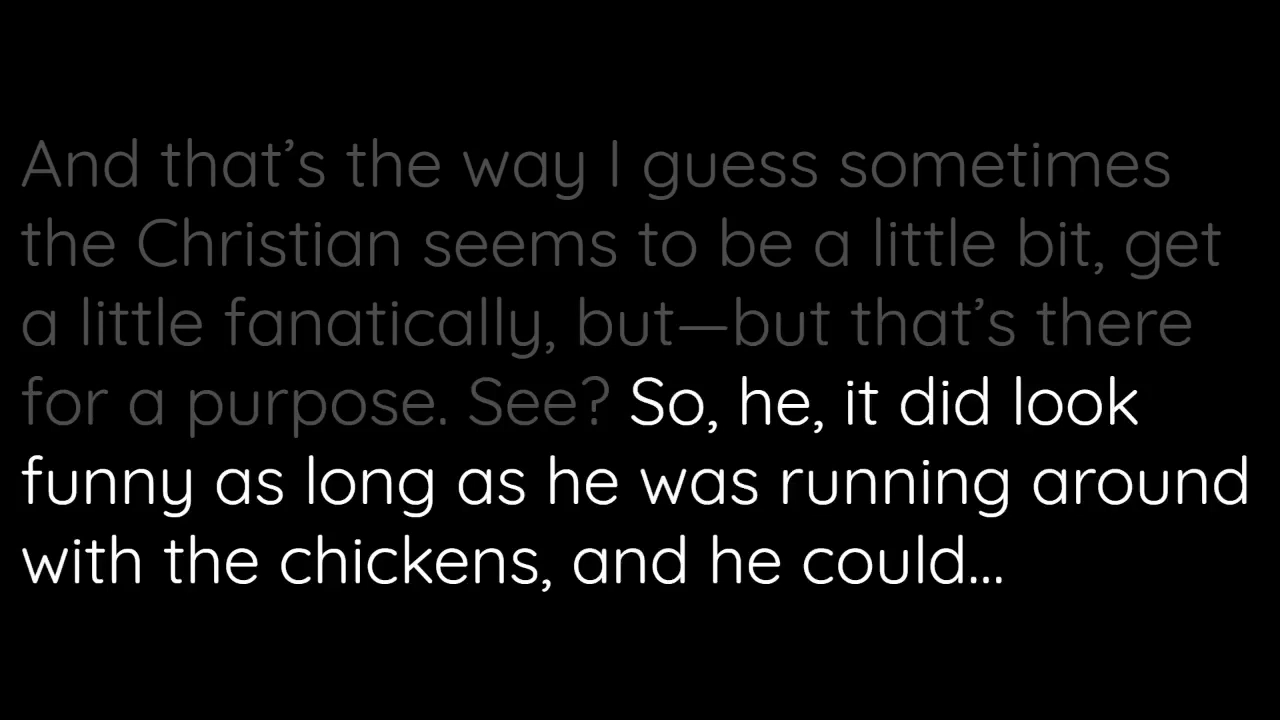 And that’s the way I guess sometimes
the Christian seems to be a little bit, get
a little fanatically, but—but that’s there
for a purpose. See? So, he, it did look
funny as long as he was running around
with the chickens, and he could...